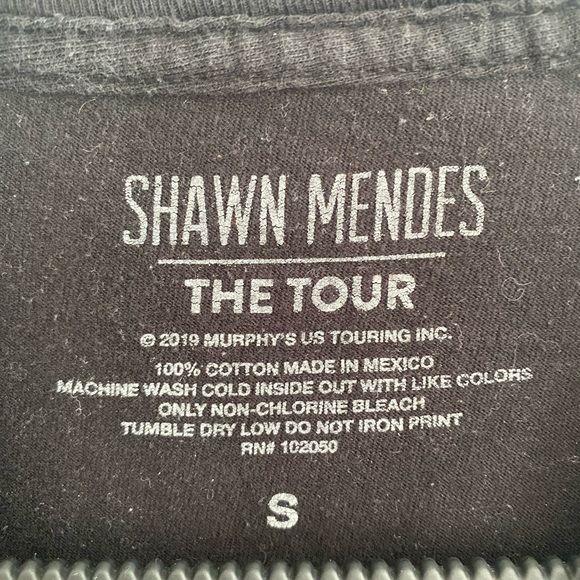 SHAWN MENDES
THE TOUR
© 2019 MURPHY'S US TOURING INC.
100% COTTON MADE IN MEXICO
MACHINE WASH COLD INSIDE OUT WITH LIKE COLORS
ONLY NON-CHLORINE BLEACH
TUMBLE DRY LOW DO NOT IRON PRINT
RN# 102050
S